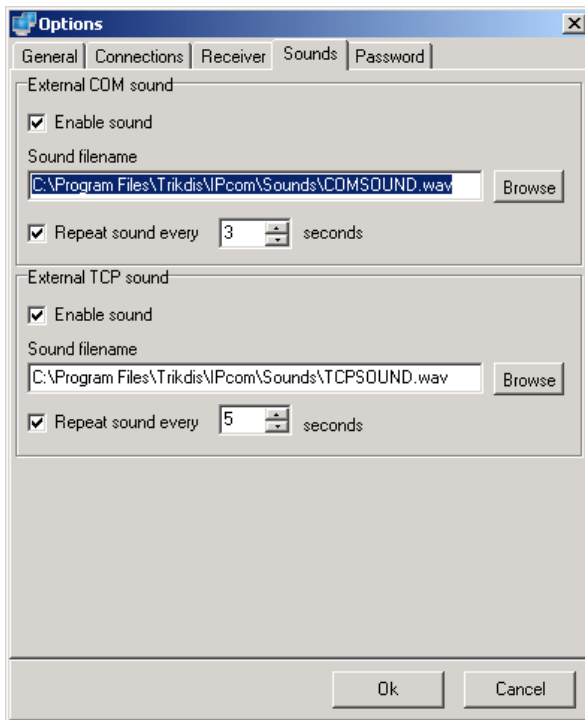 Options
General Connections Receiver Sounds Password
External COM sound
Enable sound
Sound filename
C:\Program Files\Trikdis\IPcom\Sounds\COMSOUND.wav Browse
Repeat sound every 3 seconds
External TCP sound
Enable sound
Sound filename
C:\Program Files\Trikdis\IPcom\Sounds\TCPSOUND.wav Browse
Repeat sound every 5 seconds
Ok Cancel